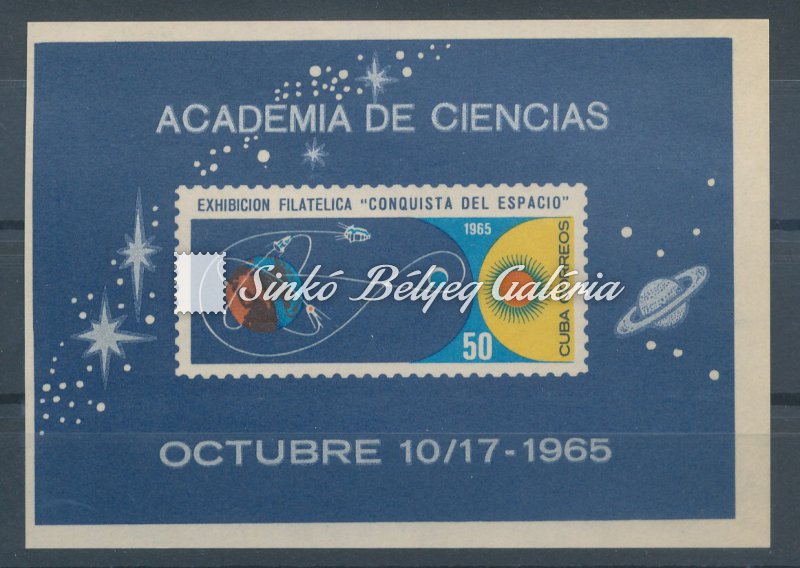 ACADEMIA DE CIENCIAS
EXHIBICION FILATELICA "CONQUISTA DEL ESPACIO"
1965
CUBA CORREOS
50
Sinkó Bélyeg Galéria
OCTUBRE 10/17-1965